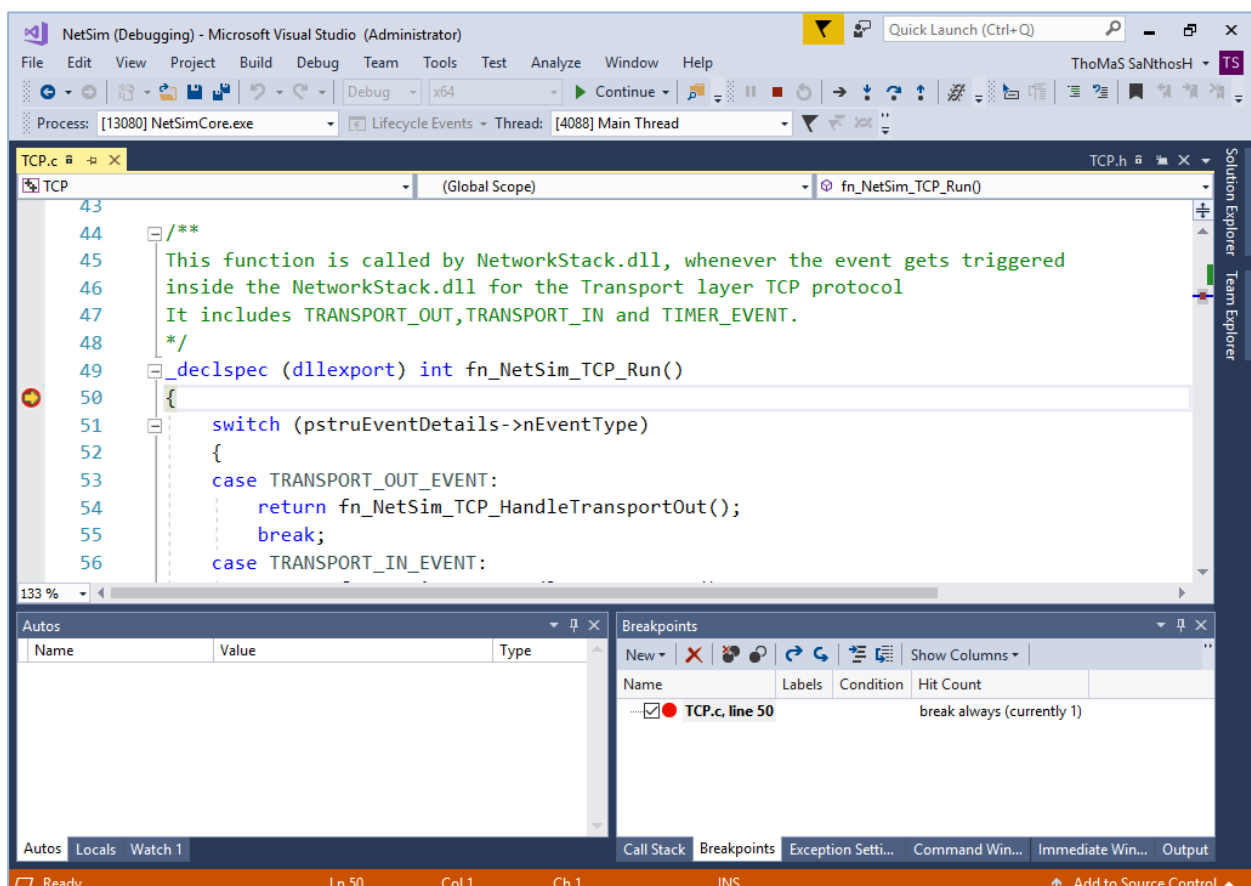 NetSim (Debugging) - Microsoft Visual Studio (Administrator)
Quick Launch (Ctrl+Q)
File Edit View Project Build Debug Team Tools Test Analyze Window Help
ThoMaS SaNthosH TS
Debug x64 Continue
Process: [13080] NetSimCore.exe Lifecycle Events Thread: [4088] Main Thread
TCP.c
TCP.h
TCP (Global Scope) fn_NetSim_TCP_Run()
43
44 /**
45 This function is called by NetworkStack.dll, whenever the event gets triggered
46 inside the NetworkStack.dll for the Transport layer TCP protocol
47 It includes TRANSPORT_OUT,TRANSPORT_IN and TIMER_EVENT.
48 */
49 _declspec (dllexport) int fn_NetSim_TCP_Run()
50 {
51 switch (pstruEventDetails->nEventType)
52 {
53 case TRANSPORT_OUT_EVENT:
54 return fn_NetSim_TCP_HandleTransportOut();
55 break;
56 case TRANSPORT_IN_EVENT:
133 %
Solution Explorer
Team Explorer
Autos
Name Value Type
Autos Locals Watch 1
Breakpoints
New Show Columns
Name Labels Condition Hit Count
TCP.c, line 50 break always (currently 1)
Call Stack Breakpoints Exception Setti... Command Win... Immediate Win... Output
Ready Ln 50 Col 1 Ch 1 INS Add to Source Control